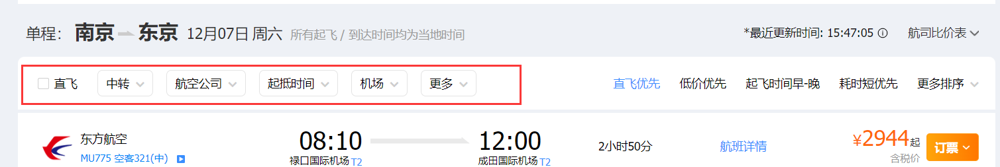 单程： 南京 东京 12月07日 周六 所有起飞 / 到达时间均为当地时间 *最近更新时间: 15:47:05 航司比价表
直飞 中转 航空公司 起抵时间 机场 更多 直飞优先 低价优先 起飞时间早-晚 耗时短优先 更多排序
东方航空 08:10 12:00 2小时50分 航班详情 ¥2944起 订票
MU775 空客321(中) 禄口国际机场 T2 成田国际机场 T2 含税价